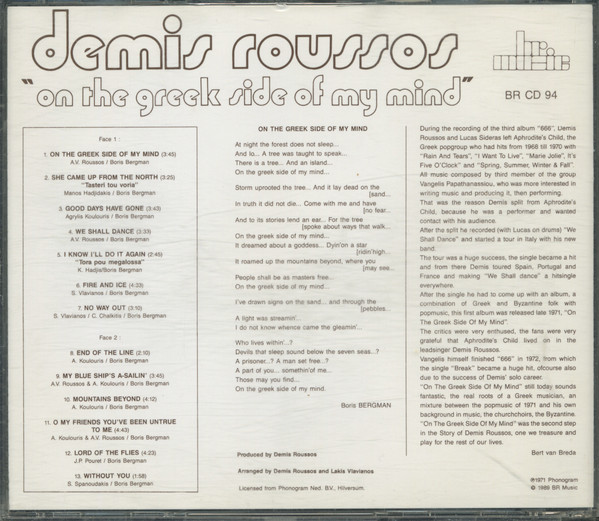 demis roussos
"on the greek side of my mind"
br music
BR CD 94
Face 1 :
1. ON THE GREEK SIDE OF MY MIND (3:45)
A.V. Roussos / Boris Bergman
2. SHE CAME UP FROM THE NORTH (3:25)
"Tasteri tou voria"
Manos Hadjidakis / Boris Bergman
3. GOOD DAYS HAVE GONE (3:43)
Agrylis Koulouris / Boris Bergman
4. WE SHALL DANCE (3:33)
A.V. Roussos / Boris Bergman
5. I KNOW I'LL DO IT AGAIN (2:45)
"Tora pou megalossa"
K. Hadjis/Boris Bergman
6. FIRE AND ICE (4:33)
S. Vlavianos / Boris Bergman
7. NO WAY OUT (3:10)
S. Vlavianos / C. Chalkitis / Boris Bergman
Face 2 :
8. END OF THE LINE (2:10)
A. Koulouris / Boris Bergman
9. MY BLUE SHIP'S A-SAILIN' (3:45)
A.V. Roussos & A. Koulouris / Boris Bergman
10. MOUNTAINS BEYOND (4:12)
A. Koulouris / Boris Bergman
11. O MY FRIENDS YOU'VE BEEN UNTRUE
TO ME (4:43)
A. Koulouris & A.V. Roussos / Boris Bergman
12. LORD OF THE FLIES (4:23)
J.P. Pouret / Boris Bergman
13. WITHOUT YOU (1:58)
S. Spanoudakis / Boris Bergman
ON THE GREEK SIDE OF MY MIND
At night the forest does not sleep...
And lo... A tree was taught to speak...
There is a tree... And an island...
On the greek side of my mind...
Storm uprooted the tree... And it lay dead on the
[sand...
In truth it did not die... Come with me and have
[no fear...
And to its stories lend an ear... For the tree
[spoke about ways that walk...
On the greek side of my mind...
It dreamed about a goddess... Dyin'on a star
[ridin'high...
It roamed up the mountains beyond, where you
[may see...
People shall be as masters free...
On the greek side of my mind...
I've drawn signs on the sand... and through the
[pebbles...
A light was streamin'...
I do not know whence came the gleamin'...
Who lives within'...?
Devils that sleep sound below the seven seas...?
A prisoner...? A man set free...?
A part of you... somethin'of me...
Those may you find...
On the greek side of my mind.
Boris BERGMAN
Produced by Demis Roussos
Arranged by Demis Roussos and Lakis Vlavianos
Licensed from Phonogram Ned. B.V., Hilversum.
During the recording of the third album "666", Demis
Roussos and Lucas Sideras left Aphrodite's Child, the
Greek popgroup who had hits from 1968 till 1970 with
"Rain And Tears", "I Want To Live", "Marie Jolie", It's
Five O'Clock" and "Spring, Summer, Winter & Fall".
All music composed by third member of the group
Vangelis Papathanassiou, who was more interested in
writing music and producing it, then performing.
That was the reason Demis split from Aphrodite's
Child, because he was a performer and wanted
contact with his audience.
After the split he recorded (with Lucas on drums) "We
Shall Dance" and started a tour in Italy with his new
band.
The tour was a huge success, the single became a hit
and from there Demis toured Spain, Portugal and
France and making "We Shall dance" a hitsingle
everywhere.
After the single he had to come up with an album, a
combination of Greek and Byzantine folk with
popmusic, this first album was released late 1971, "On
The Greek Side Of My Mind".
The critics were very enthused, the fans were very
grateful that Aphrodite's Child lived on in the
leadsinger Demis Roussos.
Vangelis himself finished "666" in 1972, from which
the single "Break" became a huge hit, ofcourse also
due to the success of Demis' solo career.
"On The Greek Side Of My Mind" still today sounds
fantastic, the real roots of a Greek musician, an
mixture between the popmusic of 1971 and his own
background in music, the churchchoirs, the Byzantine.
"On The Greek Side Of My Mind" was the second step
in the Story of Demis Roussos, one we treasure and
play for the rest of our lives.
Bert van Breda
℗1971 Phonogram
© 1988 BR Music